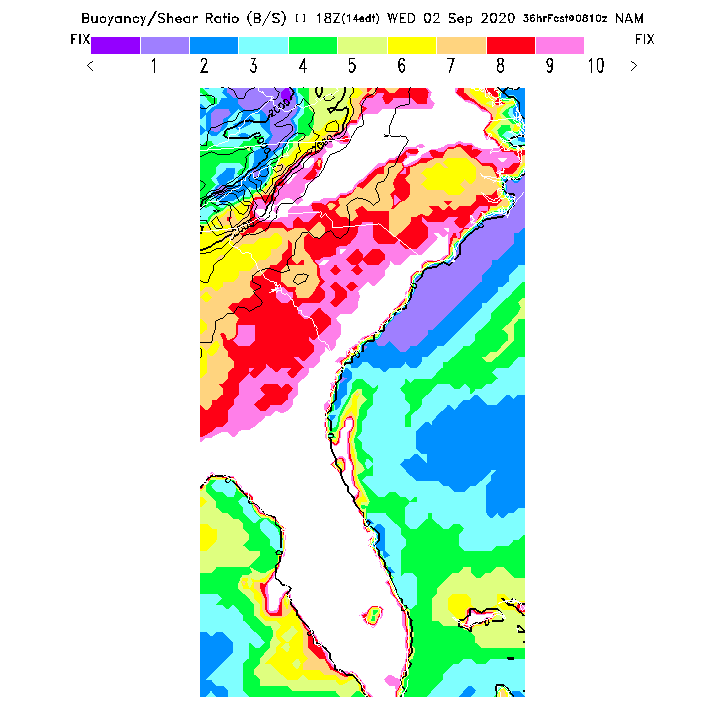 Buoyancy/Shear Ratio (B/S) [] 18Z(14edt) WED 02 Sep 2020 36hrFcst@0810z NAM
FIX FIX
< 1 2 3 4 5 6 7 8 9 10 >
2000